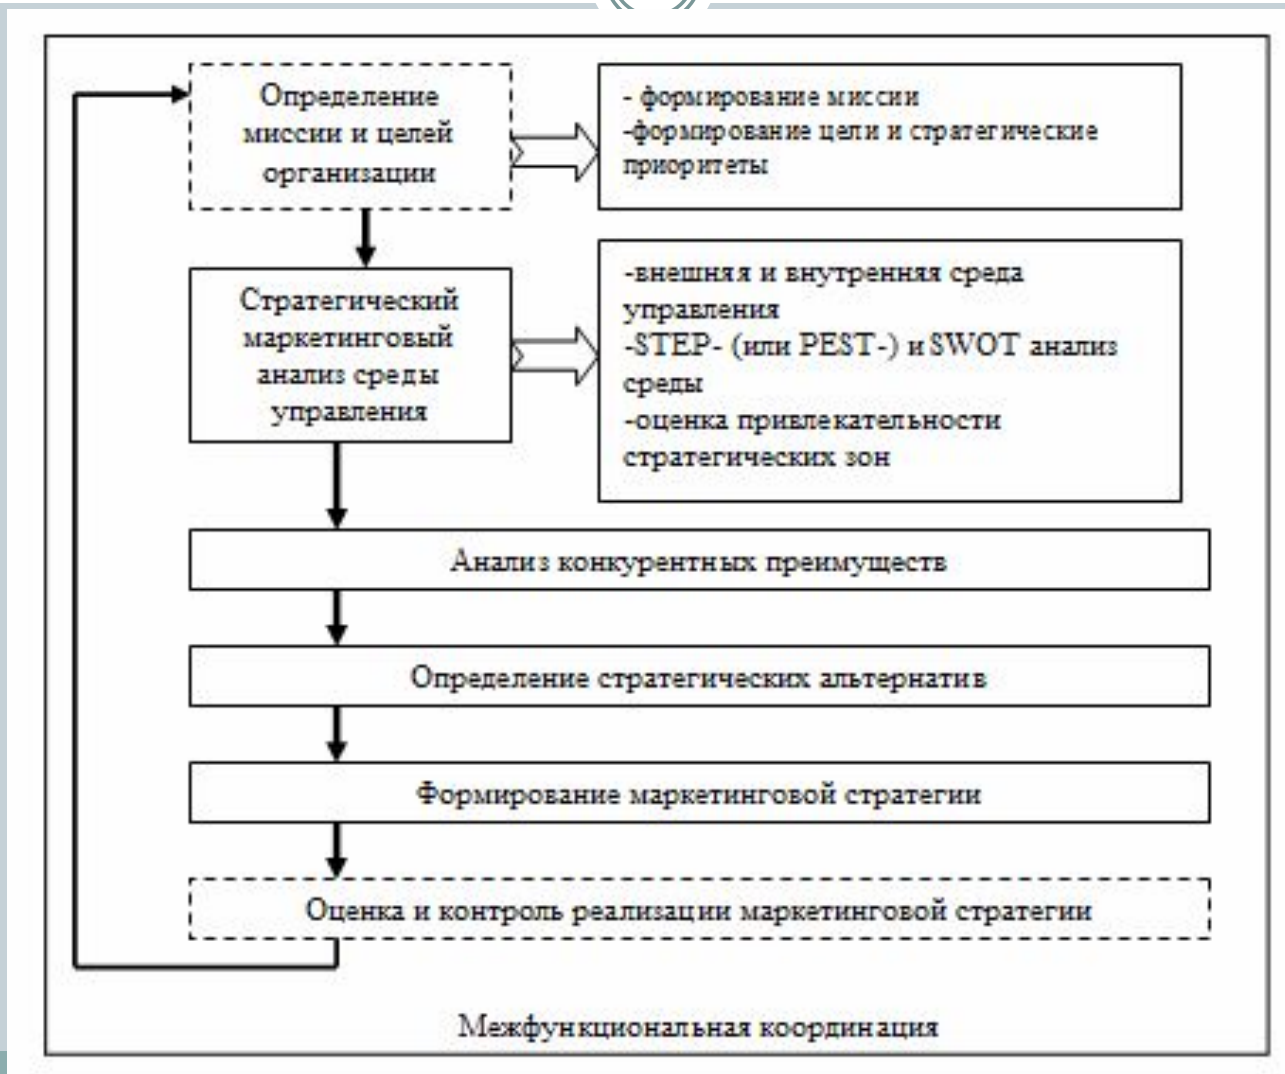 Определение
миссии и целей
организации
- формирование миссии
-формирование цели и стратегические
приоритеты
Стратегический
маркетинговый
анализ среды
управления
-внешняя и внутренняя среда
управления
-STEP- (или PEST-) и SWOT анализ
среды
-оценка привлекательности
стратегических зон
Анализ конкурентных преимуществ
Определение стратегических альтернатив
Формирование маркетинговой стратегии
Оценка и контроль реализации маркетинговой стратегии
Межфункциональная координация